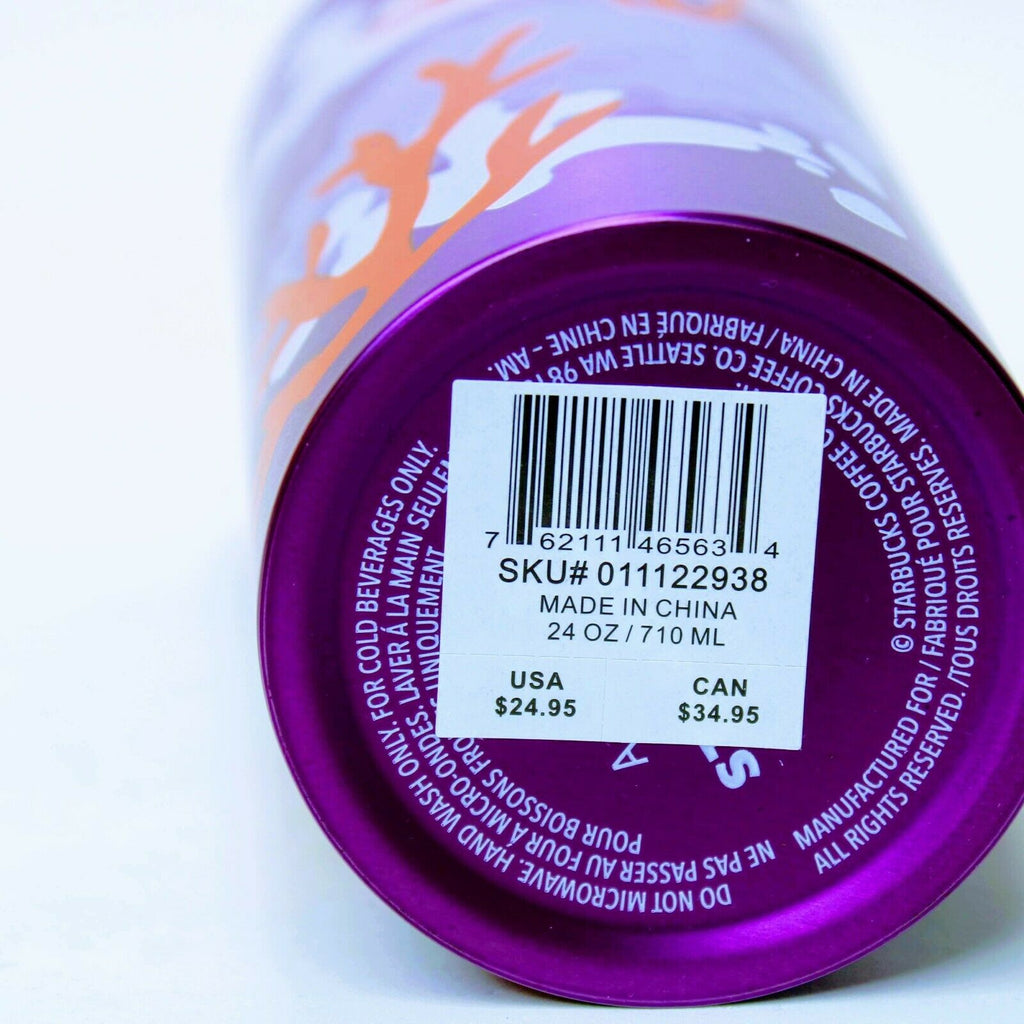 7 62111 46563 4
SKU# 011122938
MADE IN CHINA
24 OZ / 710 ML
USA
$24.95
CAN
$34.95
DO NOT MICROWAVE. HAND WASH ONLY. FOR COLD BEVERAGES ONLY.
NE PAS PASSER AU FOUR Á MICRO-ONDES. LAVER Á LA MAIN
POUR BOISSONS UNIQUEMENT
MANUFACTURED FOR / FABRIQUÉ POUR STARBUCKS COFFEE CO. SEATTLE WA
ALL RIGHTS RESERVED. /TOUS DROITS RESERVÉS. MADE IN CHINA / FABRIQUÉ EN CHINE – AM.
© STARBUCKS COFFEE